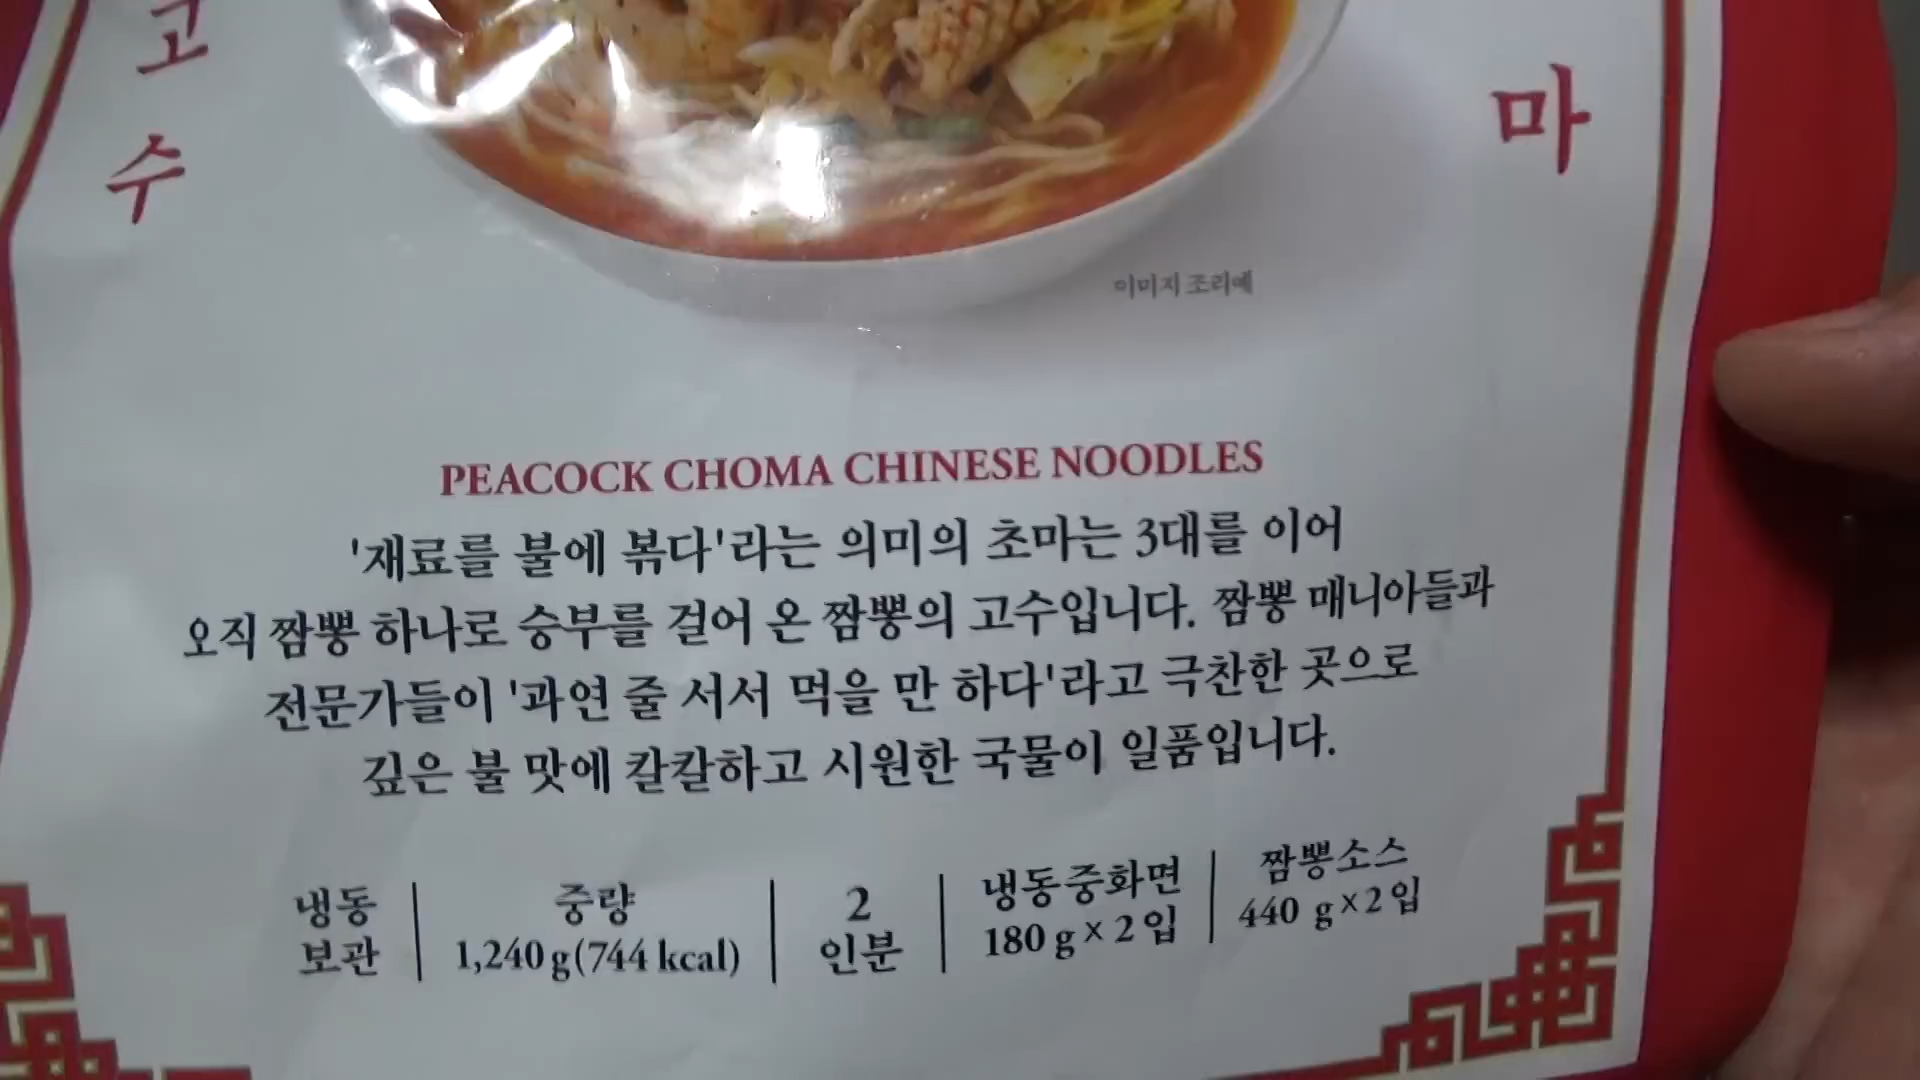 고
수
마
이미지 조리예
PEACOCK CHOMA CHINESE NOODLES
'재료를 불에 볶다'라는 의미의 초마는 3대를 이어
오직 짬뽕 하나로 승부를 걸어 온 짬뽕의 고수입니다. 짬뽕 매니아들과
전문가들이 '과연 줄 서서 먹을 만 하다'라고 극찬한 곳으로
깊은 불 맛에 칼칼하고 시원한 국물이 일품입니다.
냉동 보관
중량 1,240g(744 kcal)
2 인분
냉동중화면 180 g × 2 입
짬뽕소스 440 g × 2 입